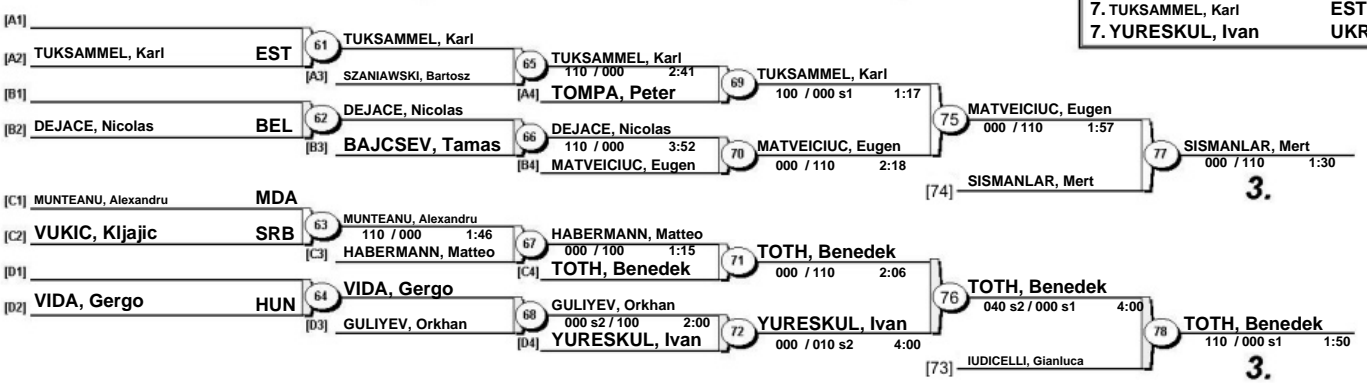 7. TUKSAMMEL, Karl EST
7. YURESKUL, Ivan UKR
[A1]
[A2] TUKSAMMEL, Karl EST
61 TUKSAMMEL, Karl
[A3] SZANIAWSKI, Bartosz
65 TUKSAMMEL, Karl
110 / 000 2:41
[A4] TOMPA, Peter
69 TUKSAMMEL, Karl
100 / 000 s1 1:17
[B1]
[B2] DEJACE, Nicolas BEL
62 DEJACE, Nicolas
[B3] BAJCSEV, Tamas
66 DEJACE, Nicolas
110 / 000 3:52
[B4] MATVEICIUC, Eugen
70 MATVEICIUC, Eugen
000 / 110 2:18
75 MATVEICIUC, Eugen
000 / 110 1:57
[74] SISMANLAR, Mert
77 SISMANLAR, Mert
000 / 110 1:30
3.
[C1] MUNTEANU, Alexandru MDA
[C2] VUKIC, Kljajic SRB
63 MUNTEANU, Alexandru
110 / 000 1:46
[C3] HABERMANN, Matteo
67 HABERMANN, Matteo
000 / 100 1:15
[C4] TOTH, Benedek
71 TOTH, Benedek
000 / 110 2:06
[D1]
[D2] VIDA, Gergo HUN
64 VIDA, Gergo
[D3] GULIYEV, Orkhan
68 GULIYEV, Orkhan
000 s2 / 100 2:00
[D4] YURESKUL, Ivan
72 YURESKUL, Ivan
000 / 010 s2 4:00
76 TOTH, Benedek
040 s2 / 000 s1 4:00
[73] IUDICELLI, Gianluca
78 TOTH, Benedek
110 / 000 s1 1:50
3.